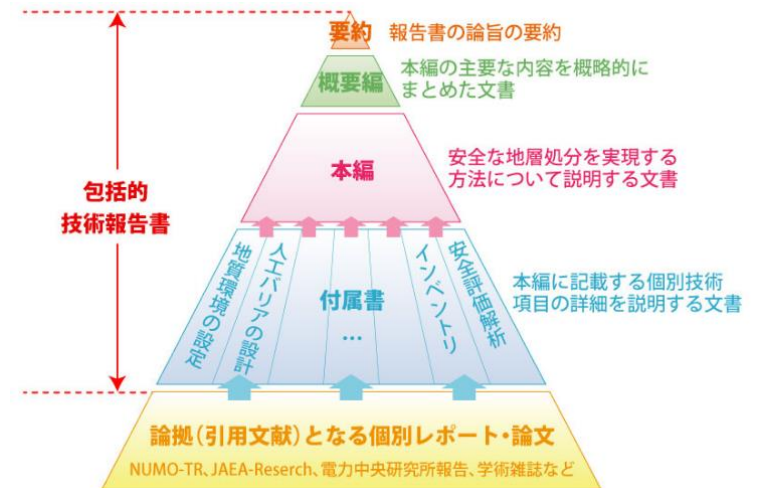 要約
報告書の論旨の要約
概要編
本編の主要な内容を概略的に
まとめた文書
本編
安全な地層処分を実現する
方法について説明する文書
包括的
技術報告書
地質環境の設定
人工バリアの設計
付属書
…
インベントリ
安全評価解析
本編に記載する個別技術
項目の詳細を説明する文書
論拠(引用文献)となる個別レポート・論文
NUMO-TR、JAEA-Reserch、電力中央研究所報告、学術雑誌など